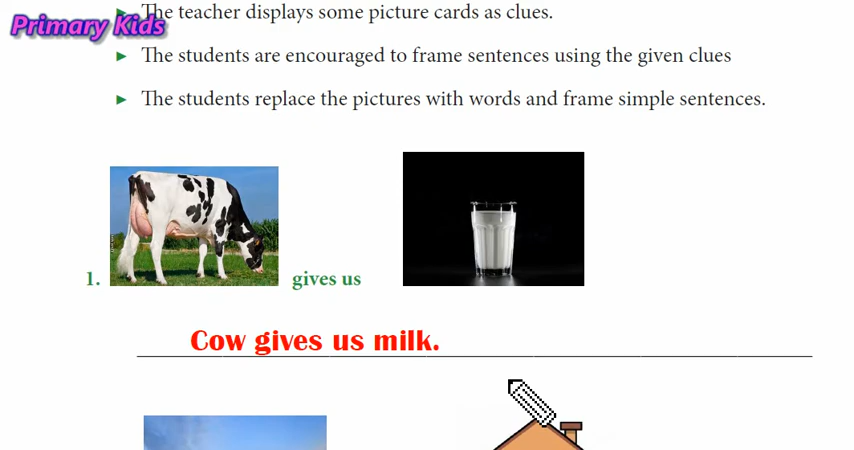 The teacher displays some picture cards as clues.
Primary Kids
The students are encouraged to frame sentences using the given clues
The students replace the pictures with words and frame simple sentences.
1. gives us
Cow gives us milk.